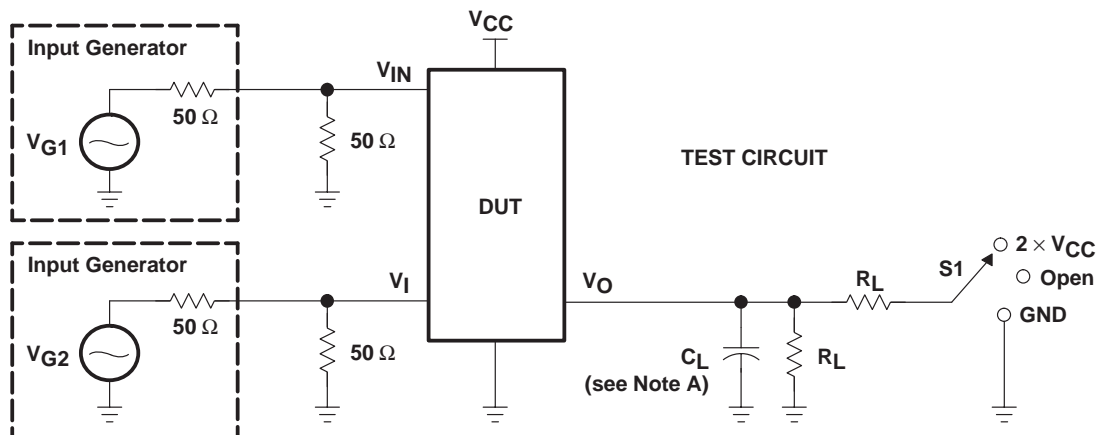 Input Generator
VCC
VIN
50 Ω
VG1
50 Ω
TEST CIRCUIT
DUT
Input Generator
VI
VO
50 Ω
VG2
50 Ω
CL
(see Note A)
RL
RL
S1
2 × VCC
Open
GND